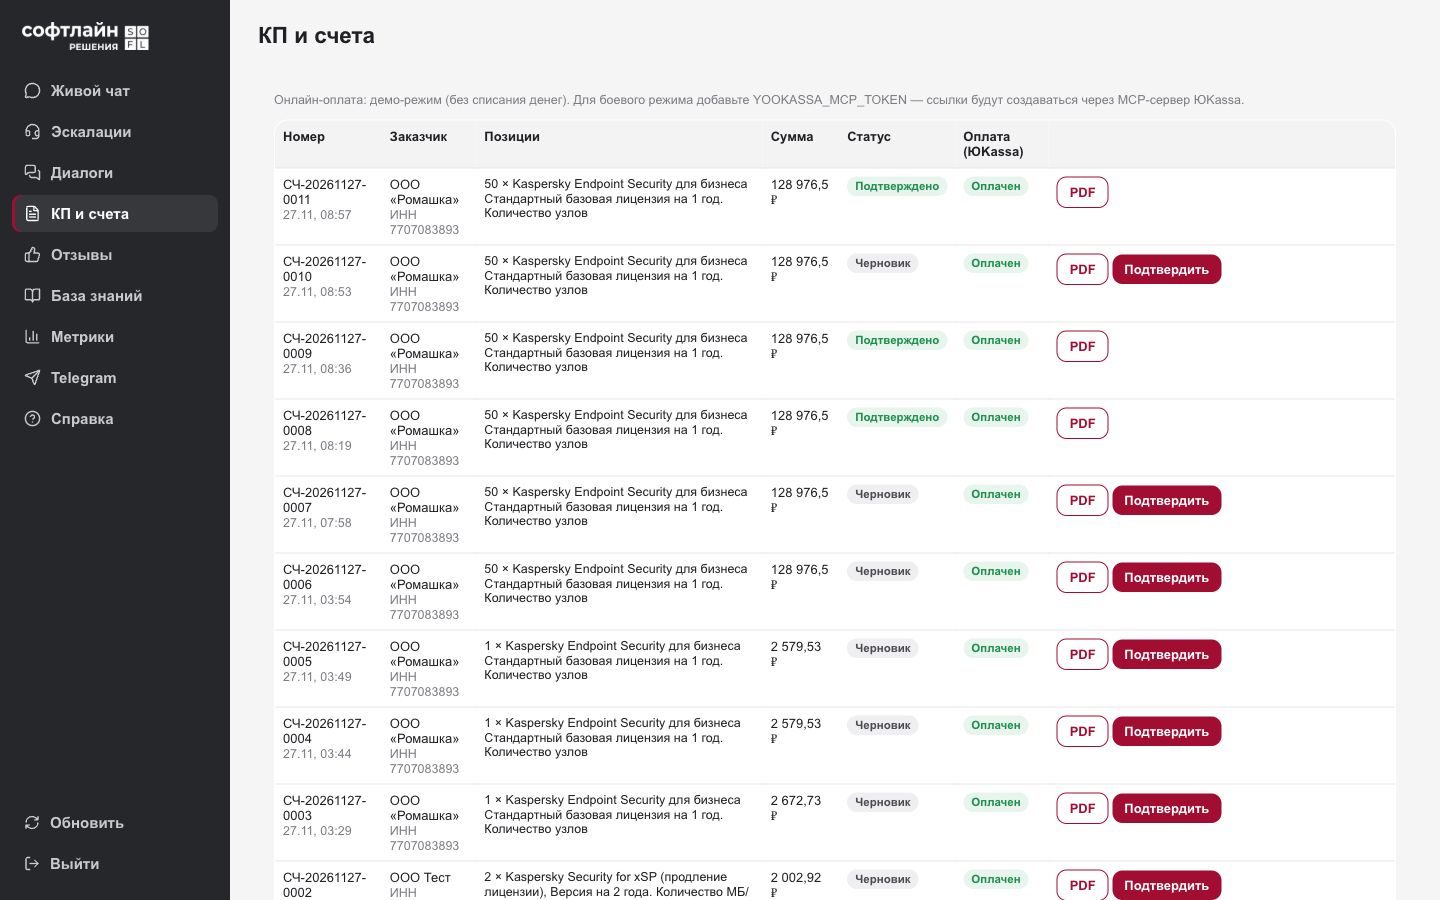 софтлайн
SO
РЕШЕНИЯ
FL
Живой чат
Эскалации
Диалоги
КП и счета
Отзывы
База знаний
Метрики
Telegram
Справка
Обновить
Выйти
КП и счета
Онлайн-оплата: демо-режим (без списания денег). Для боевого режима добавьте YOOKASSA_MCP_TOKEN — ссылки будут создаваться через MCP-сервер ЮKassa.
Номер Заказчик Позиции Сумма Статус Оплата
(ЮKassa)
СЧ-20261127- ООО 50 × Kaspersky Endpoint Security для бизнеса 128 976,5 Подтверждено Оплачен PDF
0011 «Ромашка» Стандартный базовая лицензия на 1 год. ₽
27.11, 08:57 ИНН Количество узлов
7707083893
СЧ-20261127- ООО 50 × Kaspersky Endpoint Security для бизнеса 128 976,5 Черновик Оплачен PDF Подтвердить
0010 «Ромашка» Стандартный базовая лицензия на 1 год. ₽
27.11, 08:53 ИНН Количество узлов
7707083893
СЧ-20261127- ООО 50 × Kaspersky Endpoint Security для бизнеса 128 976,5 Подтверждено Оплачен PDF
0009 «Ромашка» Стандартный базовая лицензия на 1 год. ₽
27.11, 08:36 ИНН Количество узлов
7707083893
СЧ-20261127- ООО 50 × Kaspersky Endpoint Security для бизнеса 128 976,5 Подтверждено Оплачен PDF
0008 «Ромашка» Стандартный базовая лицензия на 1 год. ₽
27.11, 08:19 ИНН Количество узлов
7707083893
СЧ-20261127- ООО 50 × Kaspersky Endpoint Security для бизнеса 128 976,5 Черновик Оплачен PDF Подтвердить
0007 «Ромашка» Стандартный базовая лицензия на 1 год. ₽
27.11, 07:58 ИНН Количество узлов
7707083893
СЧ-20261127- ООО 50 × Kaspersky Endpoint Security для бизнеса 128 976,5 Черновик Оплачен PDF Подтвердить
0006 «Ромашка» Стандартный базовая лицензия на 1 год. ₽
27.11, 03:54 ИНН Количество узлов
7707083893
СЧ-20261127- ООО 1 × Kaspersky Endpoint Security для бизнеса 2 579,53 Черновик Оплачен PDF Подтвердить
0005 «Ромашка» Стандартный базовая лицензия на 1 год. ₽
27.11, 03:49 ИНН Количество узлов
7707083893
СЧ-20261127- ООО 1 × Kaspersky Endpoint Security для бизнеса 2 579,53 Черновик Оплачен PDF Подтвердить
0004 «Ромашка» Стандартный базовая лицензия на 1 год. ₽
27.11, 03:44 ИНН Количество узлов
7707083893
СЧ-20261127- ООО 1 × Kaspersky Endpoint Security для бизнеса 2 672,73 Черновик Оплачен PDF Подтвердить
0003 «Ромашка» Стандартный базовая лицензия на 1 год. ₽
27.11, 03:29 ИНН Количество узлов
7707083893
СЧ-20261127- ООО Тест 2 × Kaspersky Security for xSP (продление 2 002,92 Черновик Оплачен PDF Подтвердить
0002 ИНН лицензии), Версия на 2 года. Количество МБ/ ₽